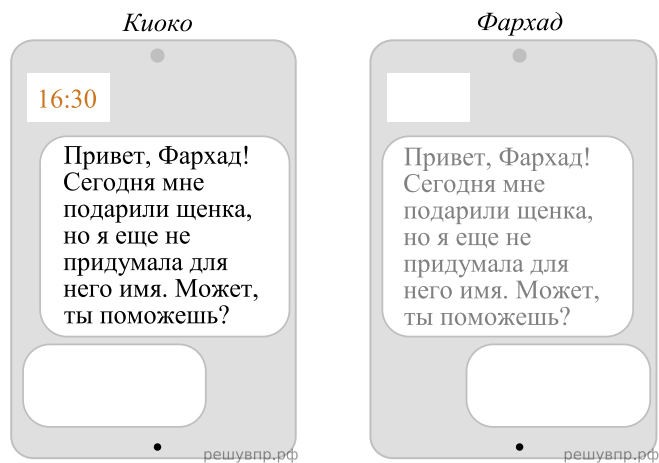 Киоко
16:30
Привет, Фархад!
Сегодня мне
подарили щенка,
но я еще не
придумала для
него имя. Может,
ты поможешь?
решувпр.рф
Фархад
Привет, Фархад!
Сегодня мне
подарили щенка,
но я еще не
придумала для
него имя. Может,
ты поможешь?
решувпр.рф